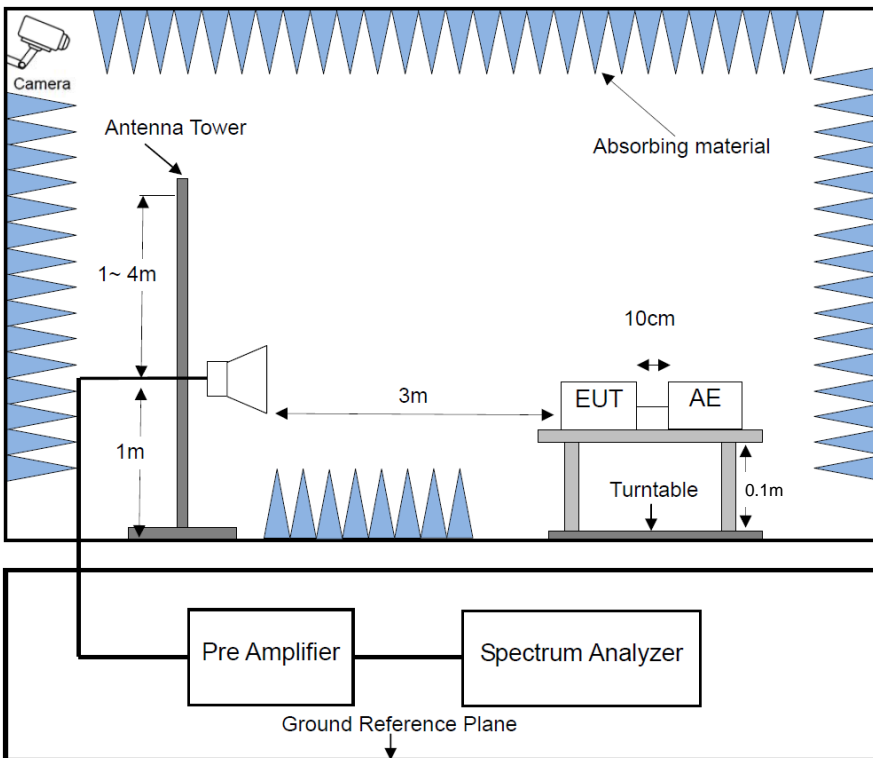 Camera
Antenna Tower
Absorbing material
1~ 4m
10cm
3m
EUT
AE
1m
Turntable
0.1m
Pre Amplifier
Spectrum Analyzer
Ground Reference Plane